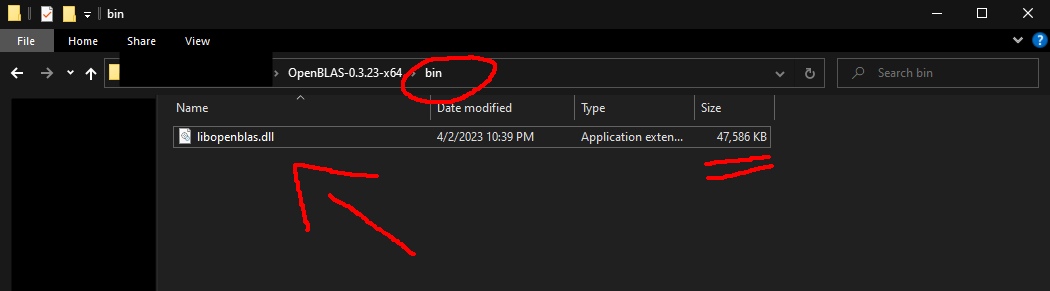 bin
File Home Share View
OpenBLAS-0.3.23-x64 bin Search bin
Name Date modified Type Size
libopenblas.dll 4/2/2023 10:39 PM Application exten... 47,586 KB